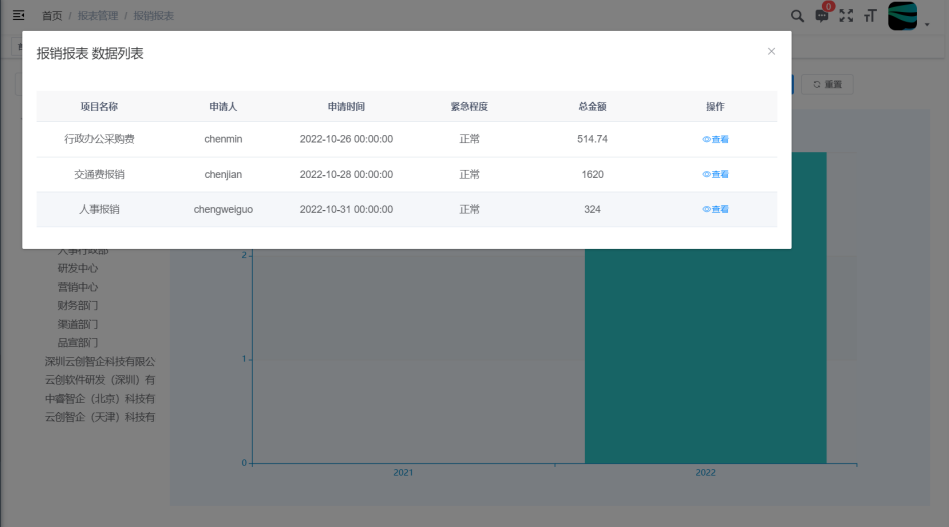 首页 / 报表管理 / 报销报表
0
报销报表 数据列表
重置
项目名称 申请人 申请时间 紧急程度 总金额 操作
行政办公采购费 chenmin 2022-10-26 00:00:00 正常 514.74 查看
交通费报销 chenjian 2022-10-28 00:00:00 正常 1620 查看
人事报销 chengweiguo 2022-10-31 00:00:00 正常 324 查看
人事行政部
研发中心
营销中心
财务部门
渠道部门
品宣部门
深圳云创智企科技有限公
云创软件研发（深圳）有
中睿智企（北京）科技有
云创智企（天津）科技有
2
1
0
2021 2022